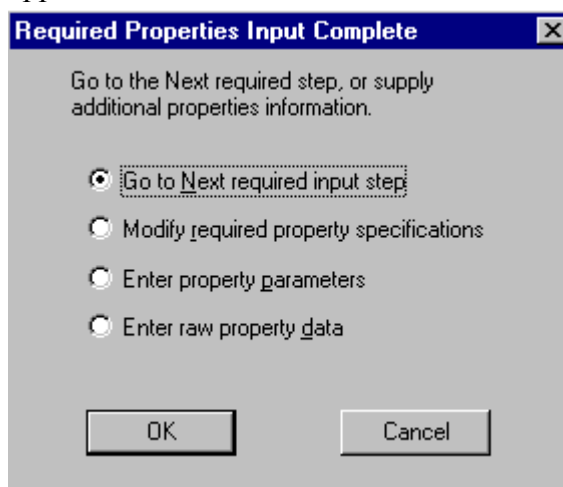 Required Properties Input Complete
Go to the Next required step, or supply
additional properties information.
Go to Next required input step
Modify required property specifications
Enter property parameters
Enter raw property data
OK Cancel